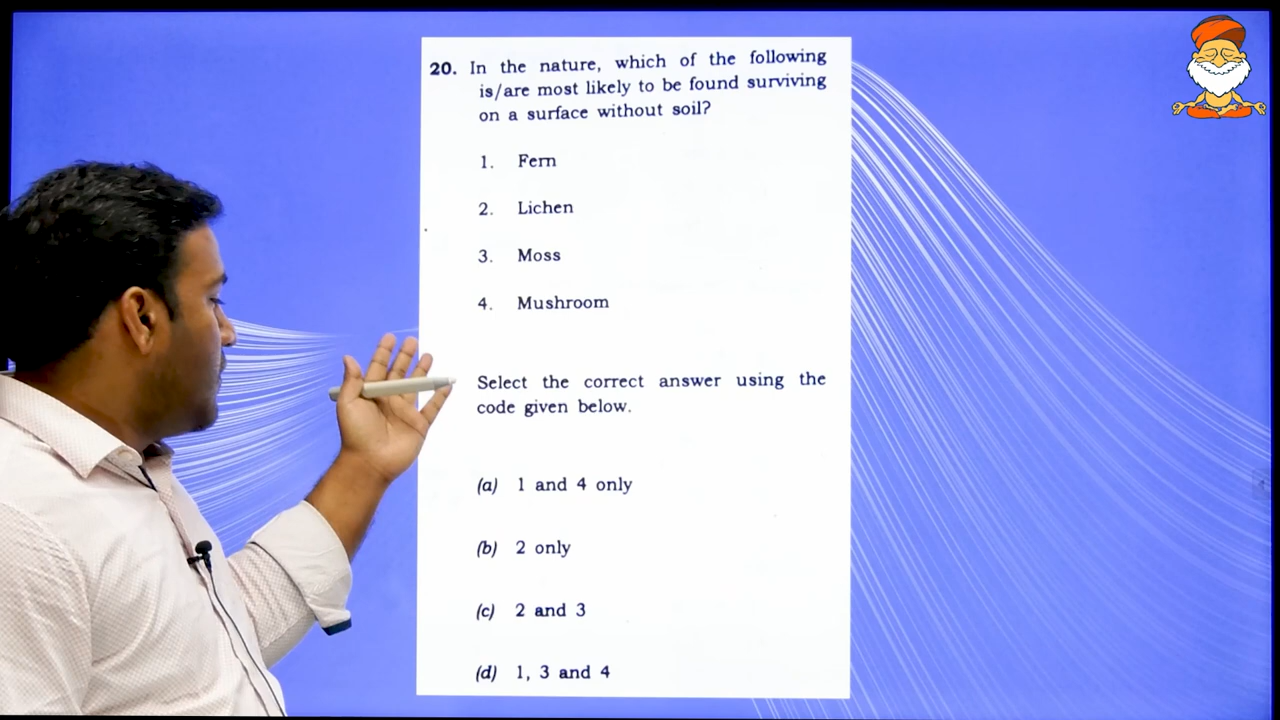 20. In the nature, which of the following
is/are most likely to be found surviving
on a surface without soil?
1. Fern
2. Lichen
3. Moss
4. Mushroom
Select the correct answer using the
code given below.
(a) 1 and 4 only
(b) 2 only
(c) 2 and 3
(d) 1, 3 and 4